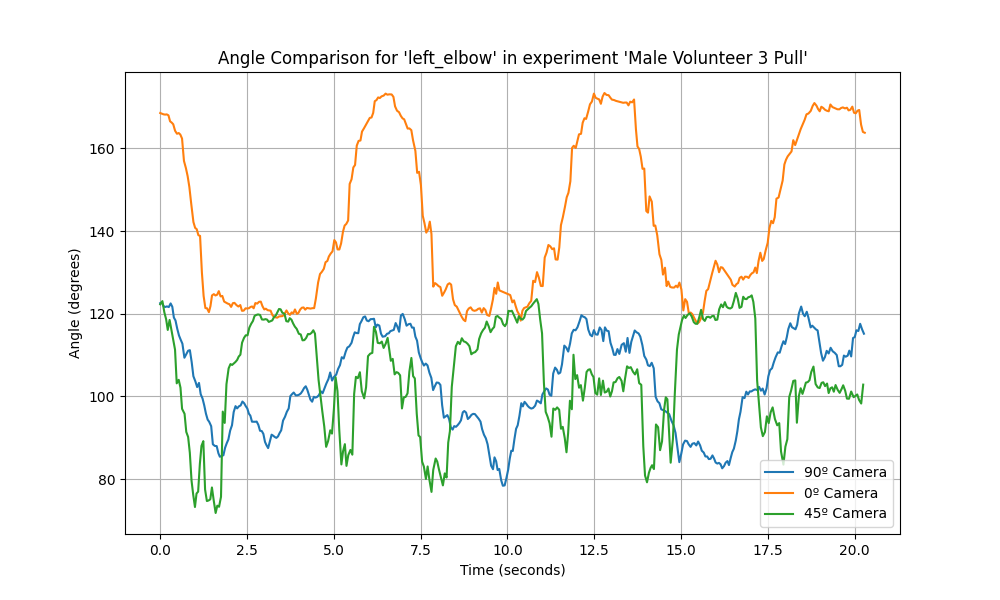 Angle Comparison for 'left_elbow' in experiment 'Male Volunteer 3 Pull'
Angle (degrees)
160
140
120
100
80
0.0 2.5 5.0 7.5 10.0 12.5 15.0 17.5 20.0
Time (seconds)
90º Camera
0º Camera
45º Camera